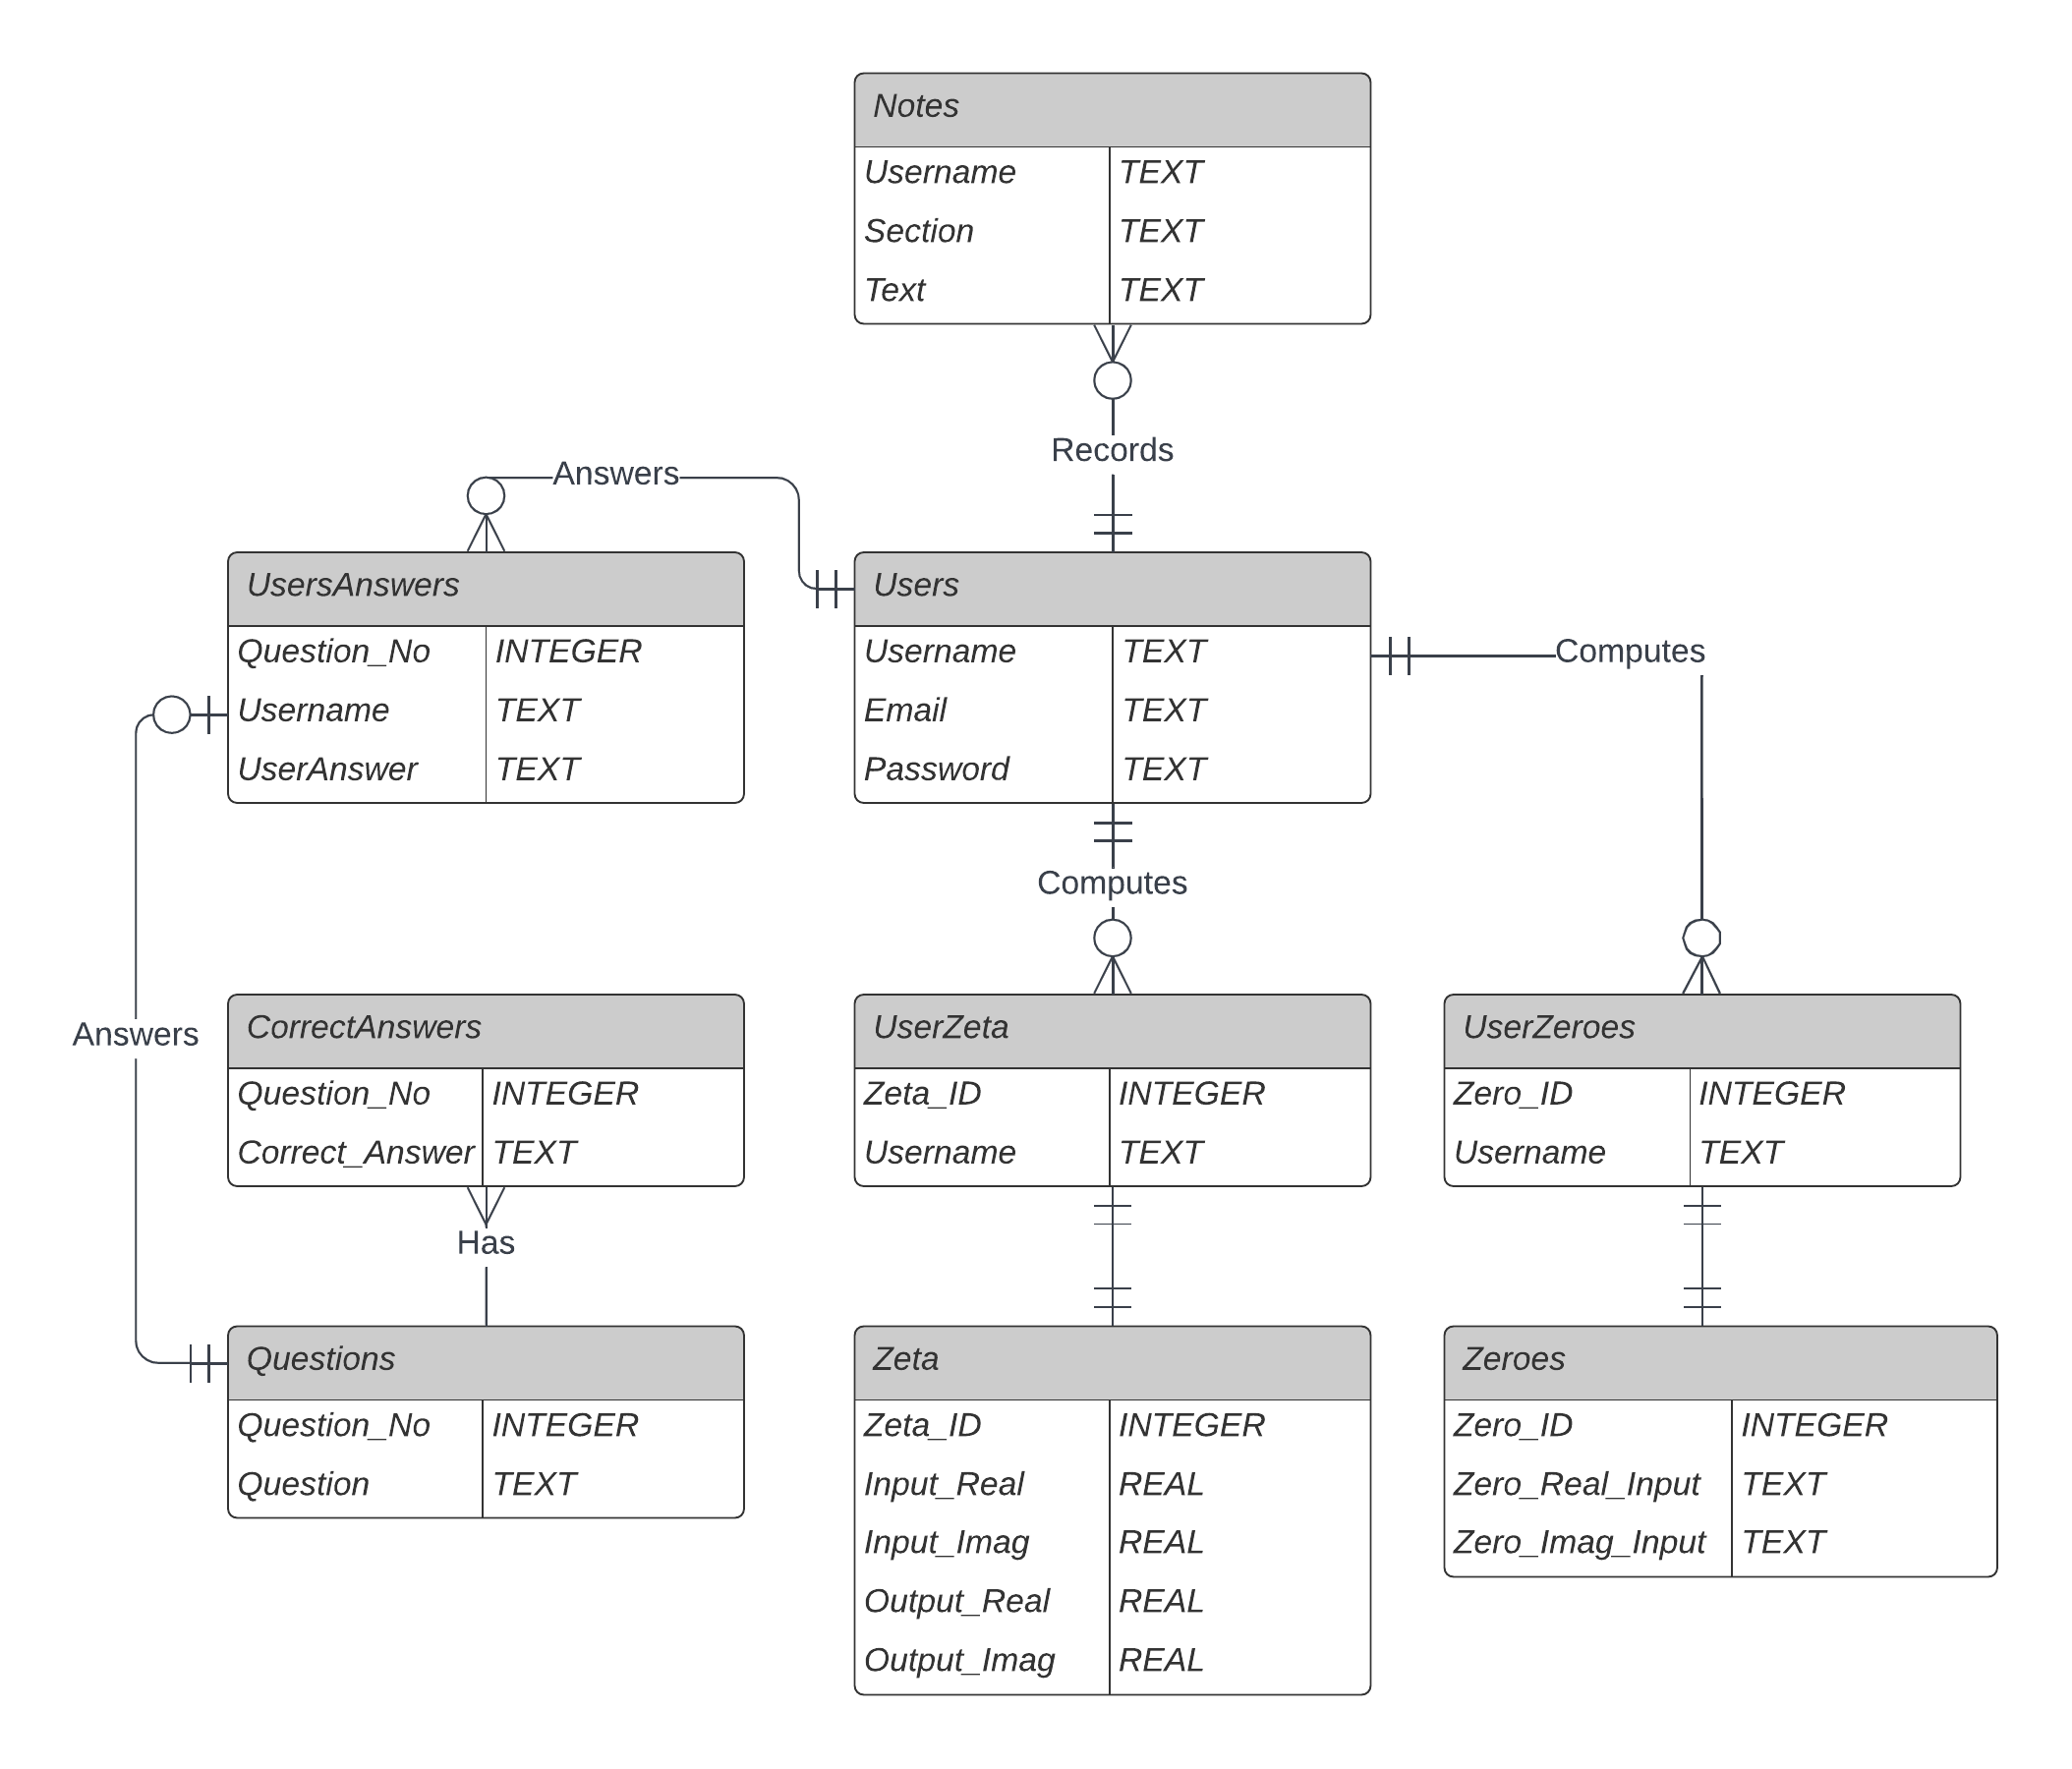 Notes
Username TEXT
Section TEXT
Text TEXT
Records
Answers
UsersAnswers
Question_No INTEGER
Username TEXT
UserAnswer TEXT
Users
Username TEXT
Email TEXT
Password TEXT
Computes
Computes
Answers
CorrectAnswers
Question_No INTEGER
Correct_Answer TEXT
Has
UserZeta
Zeta_ID INTEGER
Username TEXT
UserZeroes
Zero_ID INTEGER
Username TEXT
Questions
Question_No INTEGER
Question TEXT
Zeta
Zeta_ID INTEGER
Input_Real REAL
Input_Imag REAL
Output_Real REAL
Output_Imag REAL
Zeroes
Zero_ID INTEGER
Zero_Real_Input TEXT
Zero_Imag_Input TEXT